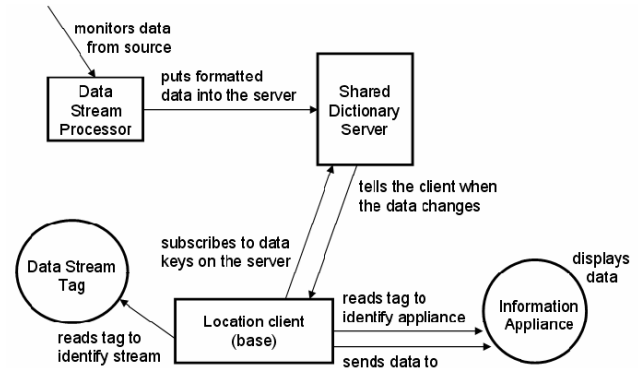 monitors data
from source
Data
Stream
Processor
puts formatted
data into the server
Shared
Dictionary
Server
tells the client when
the data changes
subscribes to data
keys on the server
Data Stream
Tag
reads tag to
identify stream
Location client
(base)
reads tag to
identify appliance
sends data to
displays
data
Information
Appliance